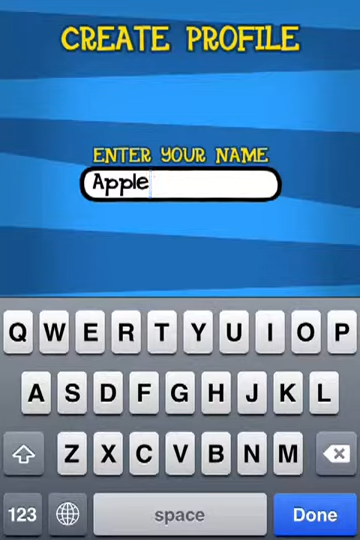 CREATE PROFILE
ENTER YOUR NAME
Apple
Q W E R T Y U I O P
A S D F G H J K L
Z X C V B N M
123 space Done